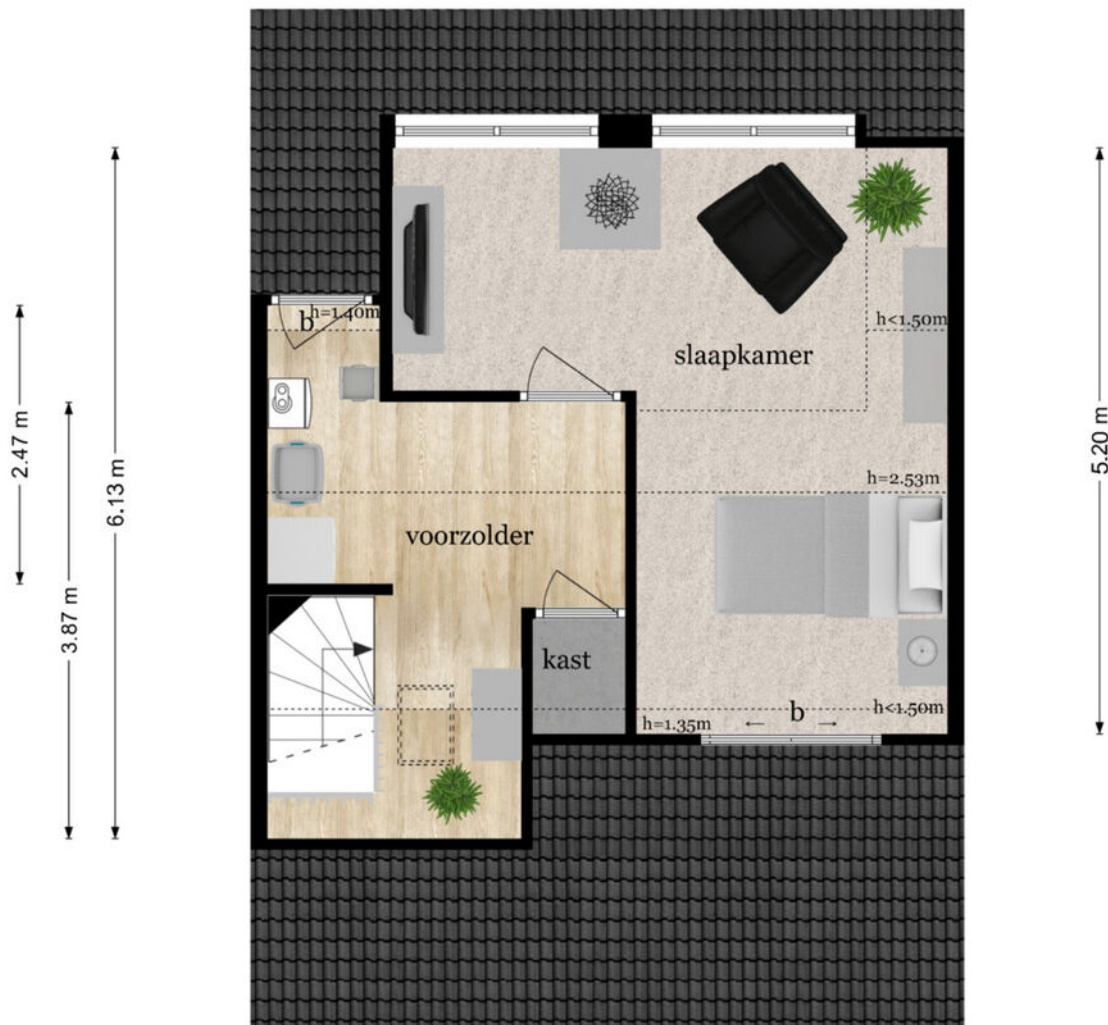 b
h=1.40m
h<1.50m
slaapkamer
h=2.53m
voorzolder
kast
h=1.35m
b
h<1.50m
2.47 m
3.87 m
6.13 m
5.20 m